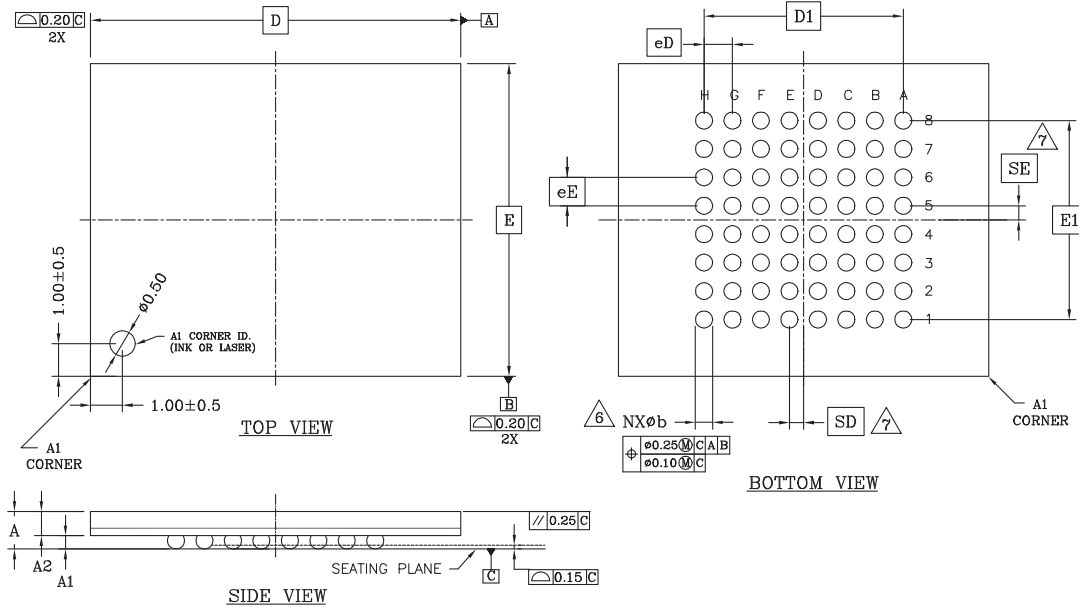 0.20 C
2X
D
A
E
1.00±0.5
ø0.50
A1 CORNER ID.
(INK OR LASER)
1.00±0.5
B
0.20 C
2X
TOP VIEW
A1
CORNER
D1
eD
H G F E D C B A
8
7
7
6
SE
eE
5
E1
4
3
2
1
6 NXøb
SD 7
ø0.25 Ⓜ C A B
ø0.10 Ⓜ C
A1
CORNER
BOTTOM VIEW
A
A2
A1
// 0.25 C
SEATING PLANE
C
0.15 C
SIDE VIEW